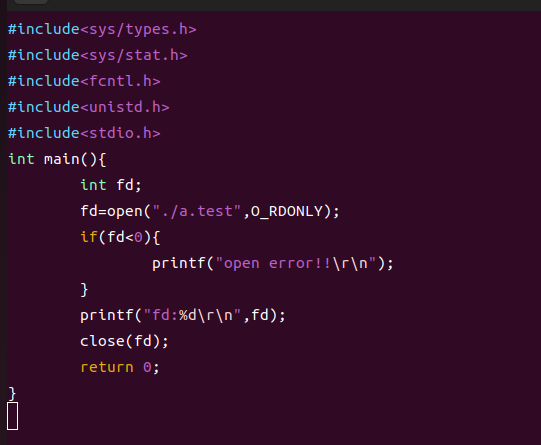 #include<sys/types.h>
#include<sys/stat.h>
#include<fcntl.h>
#include<unistd.h>
#include<stdio.h>
int main(){
        int fd;
        fd=open("./a.test",O_RDONLY);
        if(fd<0){
                printf("open error!!\r\n");
        }
        printf("fd:%d\r\n",fd);
        close(fd);
        return 0;
}